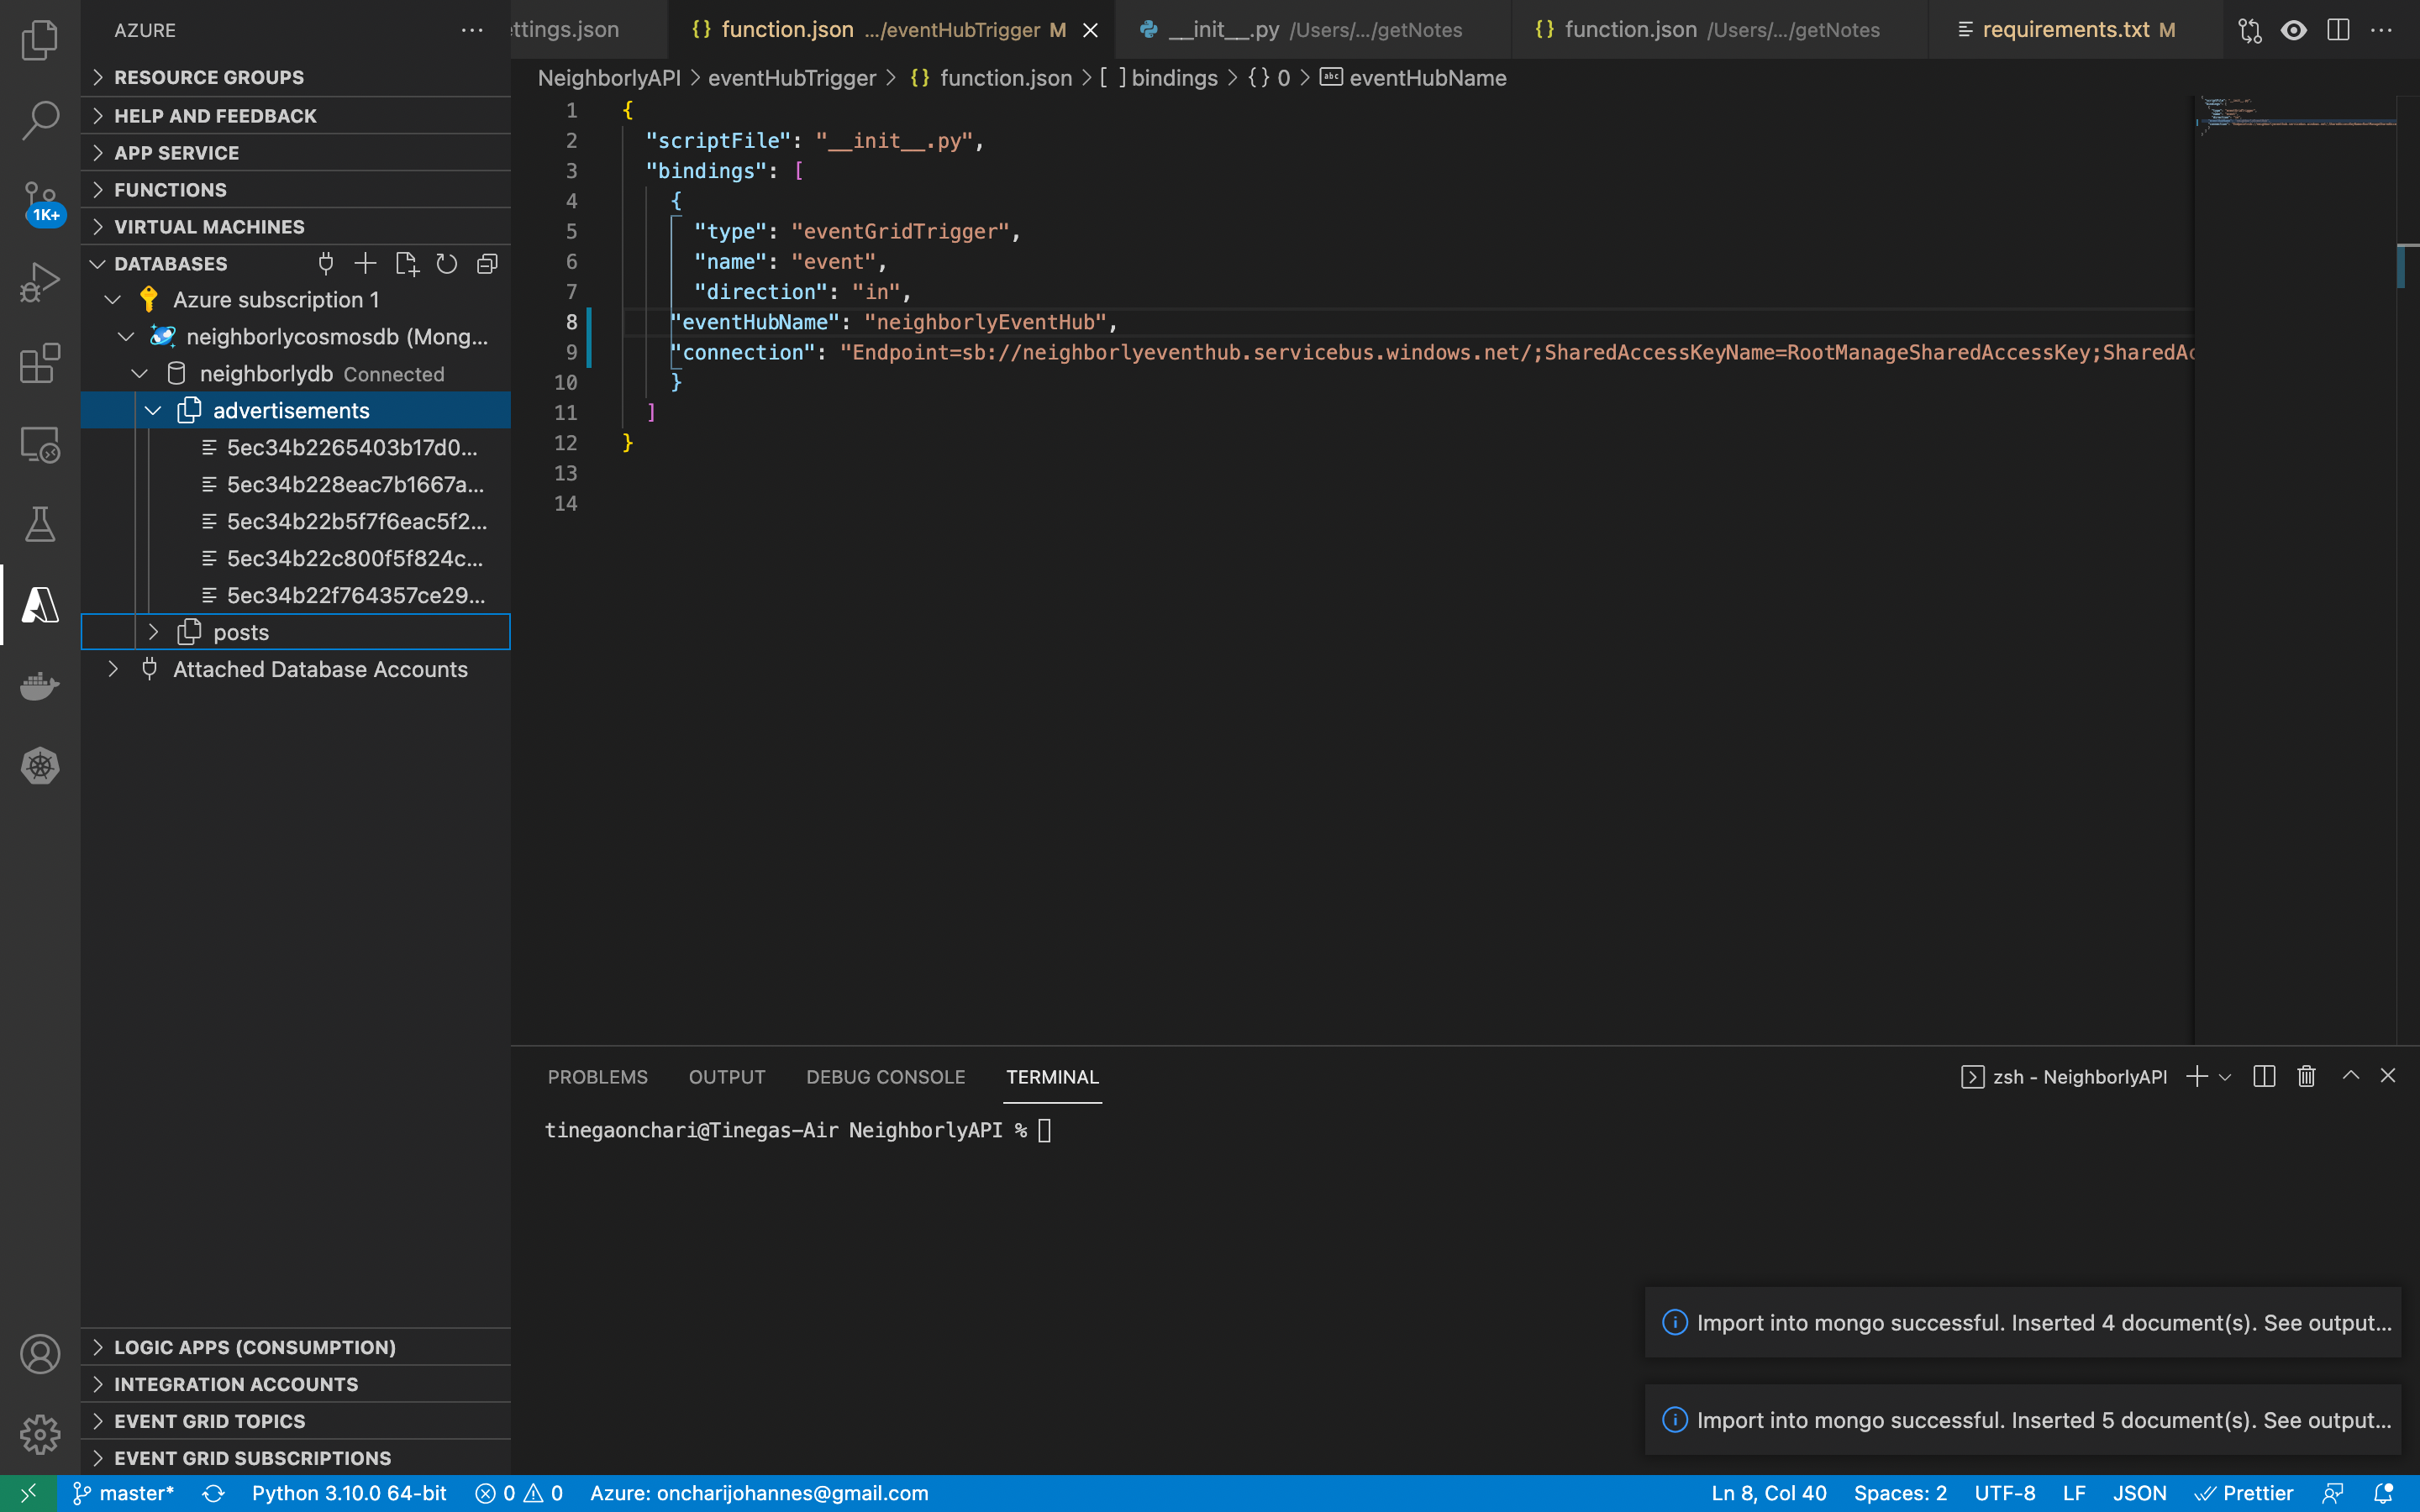 AZURE
RESOURCE GROUPS
HELP AND FEEDBACK
APP SERVICE
FUNCTIONS
VIRTUAL MACHINES
DATABASES
Azure subscription 1
neighborlycosmosdb (Mong...
neighborlydb Connected
advertisements
5ec34b2265403b17d0...
5ec34b228eac7b1667a...
5ec34b22b5f7f6eac5f2...
5ec34b22c800f5f824c...
5ec34b22f764357ce29...
posts
Attached Database Accounts
LOGIC APPS (CONSUMPTION)
INTEGRATION ACCOUNTS
EVENT GRID TOPICS
EVENT GRID SUBSCRIPTIONS
1K+
ttings.json
{} function.json .../eventHubTrigger M
__init__.py /Users/.../getNotes
{} function.json /Users/.../getNotes
requirements.txt M
NeighborlyAPI > eventHubTrigger > {} function.json > [ ] bindings > {} 0 > abc eventHubName
1 {
2 "scriptFile": "__init__.py",
3 "bindings": [
4 {
5 "type": "eventGridTrigger",
6 "name": "event",
7 "direction": "in",
8 "eventHubName": "neighborlyEventHub",
9 "connection": "Endpoint=sb://neighborlyeventhub.servicebus.windows.net/;SharedAccessKeyName=RootManageSharedAccessKey;SharedAc
10 }
11 ]
12 }
13
14
PROBLEMS OUTPUT DEBUG CONSOLE TERMINAL
zsh - NeighborlyAPI
tinegaonchari@Tinegas-Air NeighborlyAPI %
Import into mongo successful. Inserted 4 document(s). See output...
Import into mongo successful. Inserted 5 document(s). See output...
master* Python 3.10.0 64-bit 0 0 Azure: oncharijohannes@gmail.com Ln 8, Col 40 Spaces: 2 UTF-8 LF JSON Prettier